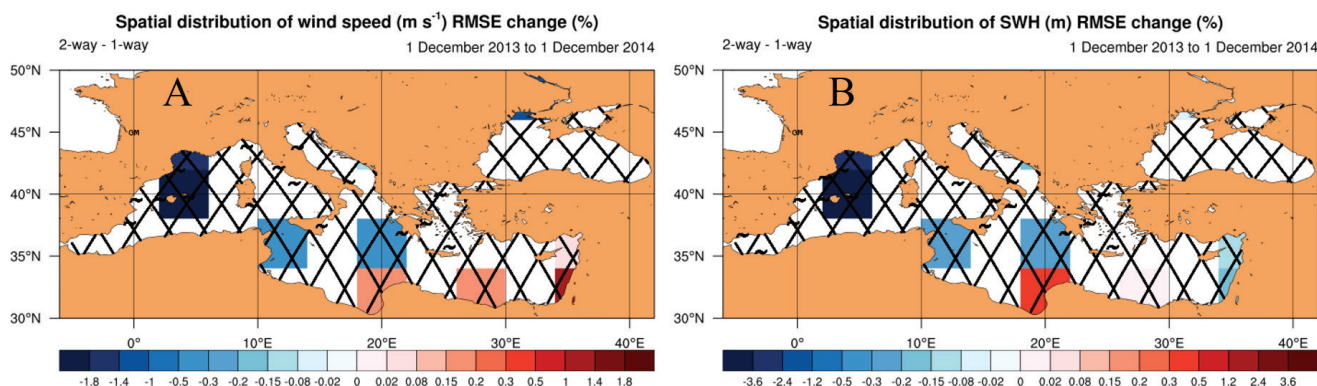 Spatial distribution of wind speed (m s⁻¹) RMSE change (%)
2-way - 1-way
1 December 2013 to 1 December 2014
A
GM
50°N
45°N
40°N
35°N
30°N
0°
10°E
20°E
30°E
40°E
-1.8 -1.4 -1 -0.5 -0.3 -0.2 -0.15 -0.08 -0.02 0 0.02 0.08 0.15 0.2 0.3 0.5 1 1.4 1.8
Spatial distribution of SWH (m) RMSE change (%)
2-way - 1-way
1 December 2013 to 1 December 2014
B
GM
50°N
45°N
40°N
35°N
30°N
0°
10°E
20°E
30°E
40°E
-3.6 -2.4 -1.2 -0.5 -0.3 -0.2 -0.15 -0.08 -0.02 0 0.02 0.08 0.15 0.2 0.3 0.5 1.2 2.4 3.6